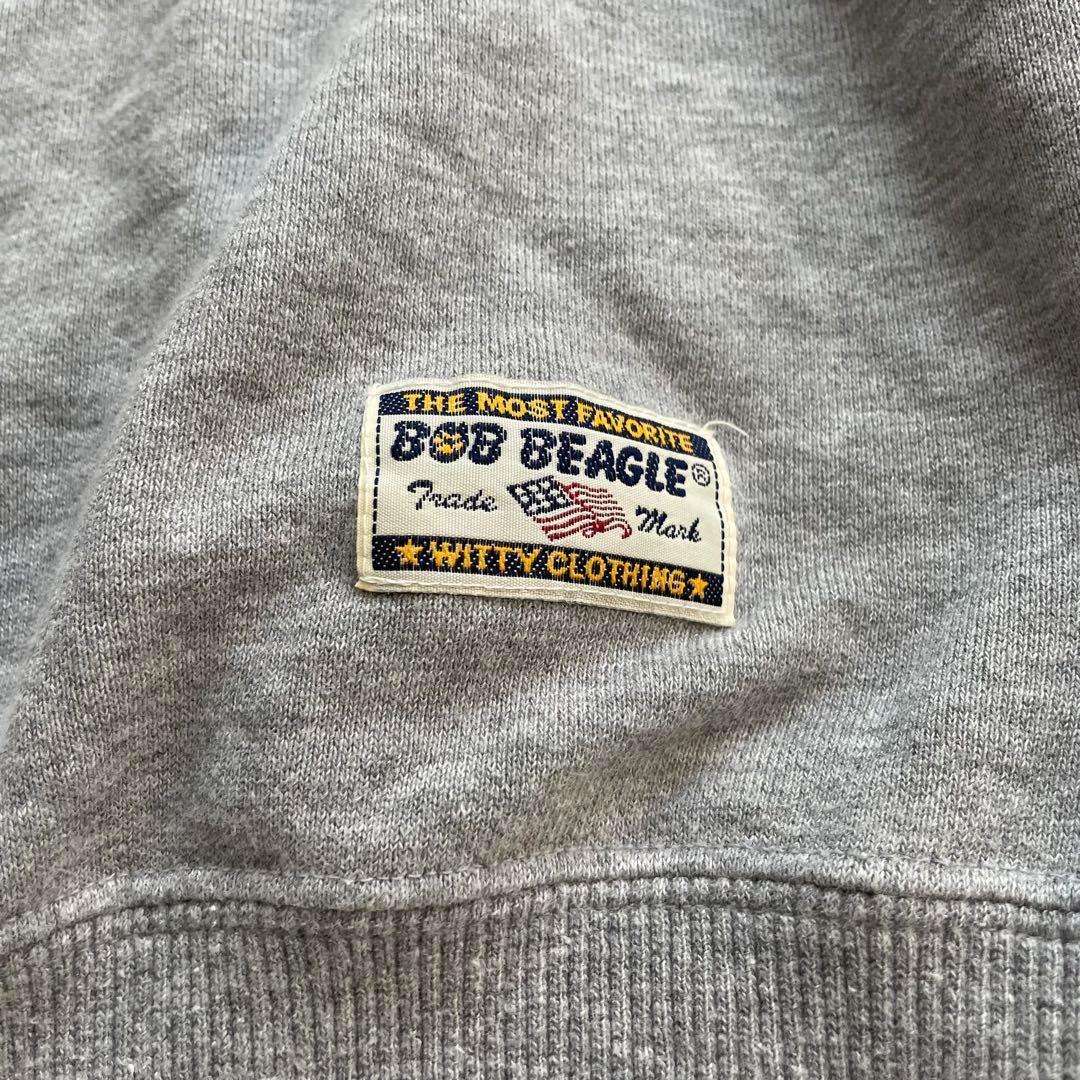 THE MOST FAVORITE
BOB BEAGLE®
Trade Mark
★WITTY CLOTHING★